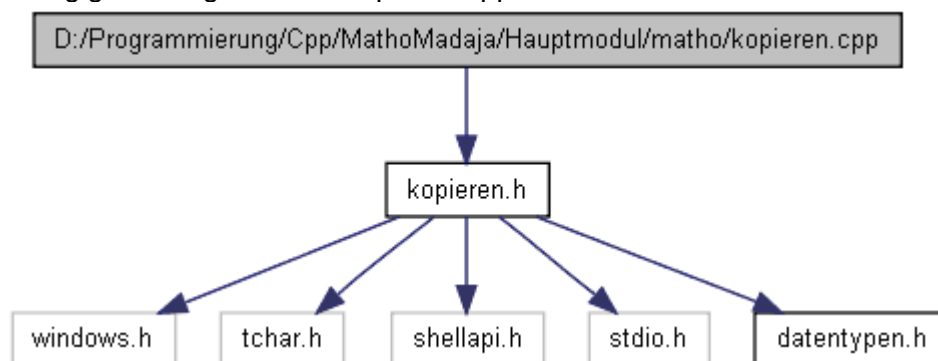 D:/Programmierung/Cpp/MathoMadaja/Hauptmodul/matho/kopieren.cpp
kopieren.h
windows.h tchar.h shellapi.h stdio.h datentypen.h